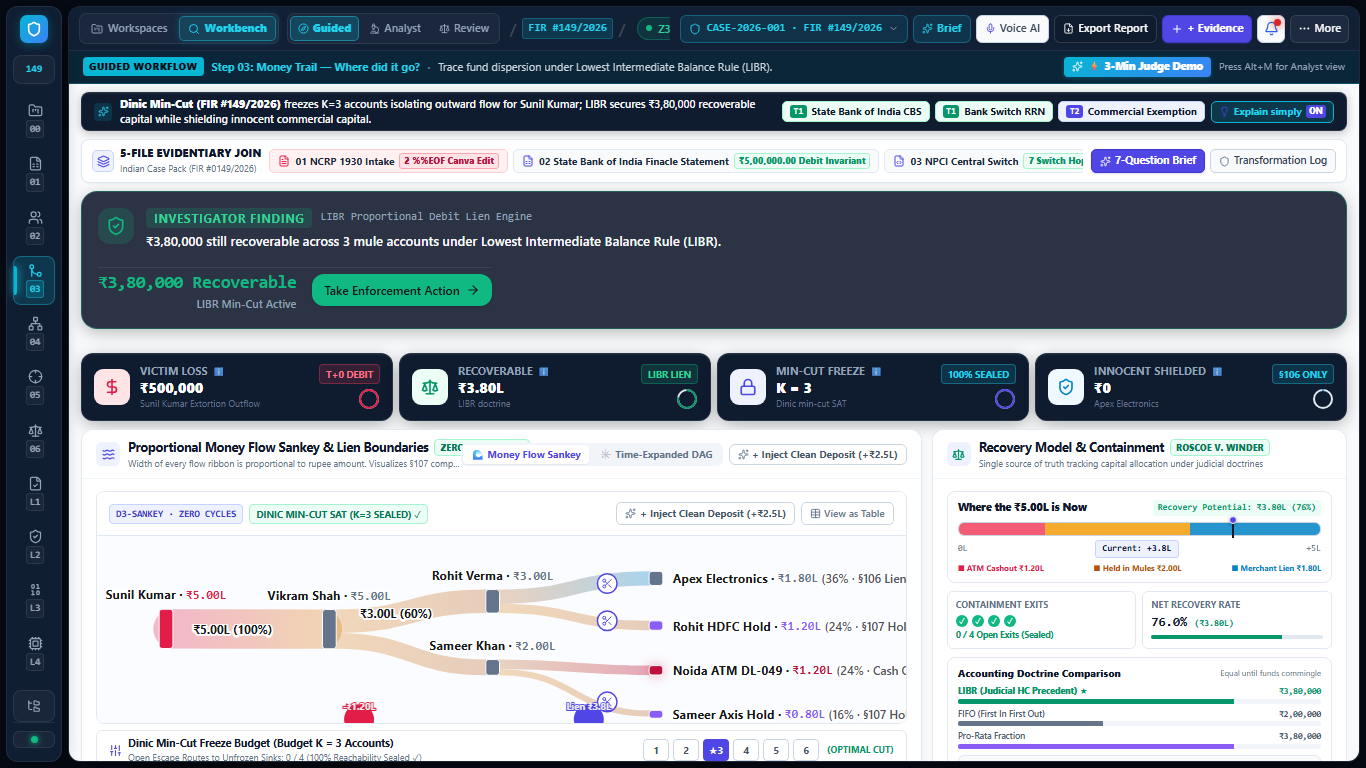 Workspaces Workbench Guided Analyst Review / FIR #149/2026 / Z3 CASE-2026-001 · FIR #149/2026 Brief Voice AI Export Report + Evidence More
149
00
01
02
03
04
05
06
L1
L2
L3
L4
GUIDED WORKFLOW Step 03: Money Trail — Where did it go? · Trace fund dispersion under Lowest Intermediate Balance Rule (LIBR). 3-Min Judge Demo Press Alt+M for Analyst view
Dinic Min-Cut (FIR #149/2026) freezes K=3 accounts isolating outward flow for Sunil Kumar; LIBR secures ₹3,80,000 recoverable
capital while shielding innocent commercial capital.
T1 State Bank of India CBS T1 Bank Switch RRN T2 Commercial Exemption Explain simply ON
5-FILE EVIDENTIARY JOIN
Indian Case Pack (FIR #0149/2026)
01 NCRP 1930 Intake 2 %%EOF Canva Edit 02 State Bank of India Finacle Statement ₹5,00,000.00 Debit Invariant 03 NPCI Central Switch 7 Switch Hop 7-Question Brief Transformation Log
INVESTIGATOR FINDING LIBR Proportional Debit Lien Engine
₹3,80,000 still recoverable across 3 mule accounts under Lowest Intermediate Balance Rule (LIBR).
₹3,80,000 Recoverable
LIBR Min-Cut Active
Take Enforcement Action →
VICTIM LOSS
₹500,000
Sunil Kumar Extortion Outflow
T+0 DEBIT
RECOVERABLE
₹3.80L
LIBR doctrine
LIBR LIEN
MIN-CUT FREEZE
K = 3
Dinic min-cut SAT
100% SEALED
INNOCENT SHIELDED
₹0
Apex Electronics
§106 ONLY
Proportional Money Flow Sankey & Lien Boundaries
Width of every flow ribbon is proportional to rupee amount. Visualizes §107 comp...
Money Flow Sankey Time-Expanded DAG + Inject Clean Deposit (+₹2.5L)
D3-SANKEY · ZERO CYCLES DINIC MIN-CUT SAT (K=3 SEALED) ✓ + Inject Clean Deposit (+₹2.5L) View as Table
Rohit Verma · ₹3.00L
Apex Electronics · ₹1.80L (36% · §106 Lien
Sunil Kumar · ₹5.00L
Vikram Shah · ₹5.00L
₹3.00L (60%)
₹5.00L (100%)
Rohit HDFC Hold · ₹1.20L (24% · §107 Hol
Sameer Khan · ₹2.00L
Noida ATM DL-049 · ₹1.20L (24% · Cash C
-₹1.20L
Sameer Axis Hold · ₹0.80L (16% · §107 Ho
Dinic Min-Cut Freeze Budget (Budget K = 3 Accounts)
Open Escape Routes to Unfrozen Sinks: 0 / 4 (100% Reachability Sealed ✓)
1 2 ★3 4 5 6 (OPTIMAL CUT)
Recovery Model & Containment ROSCOE V. WINDER
Single source of truth tracking capital allocation under judicial doctrines
Where the ₹5.00L is Now Recovery Potential: ₹3.80L (76%)
0L Current: +3.8L +5L
ATM Cashout ₹1.20L Held in Mules ₹2.00L Merchant Lien ₹1.80L
CONTAINMENT EXITS
0 / 4 Open Exits (Sealed)
NET RECOVERY RATE
76.0% (₹3.80L)
Accounting Doctrine Comparison Equal until funds commingle
LIBR (Judicial HC Precedent) ★ ₹3,80,000
FIFO (First In First Out) ₹2,00,000
Pro-Rata Fraction ₹3,80,000